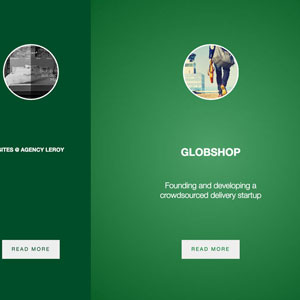 SITES @ AGENCY LEROY
READ MORE
GLOBSHOP
Founding and developing a
crowdsourced delivery startup
READ MORE